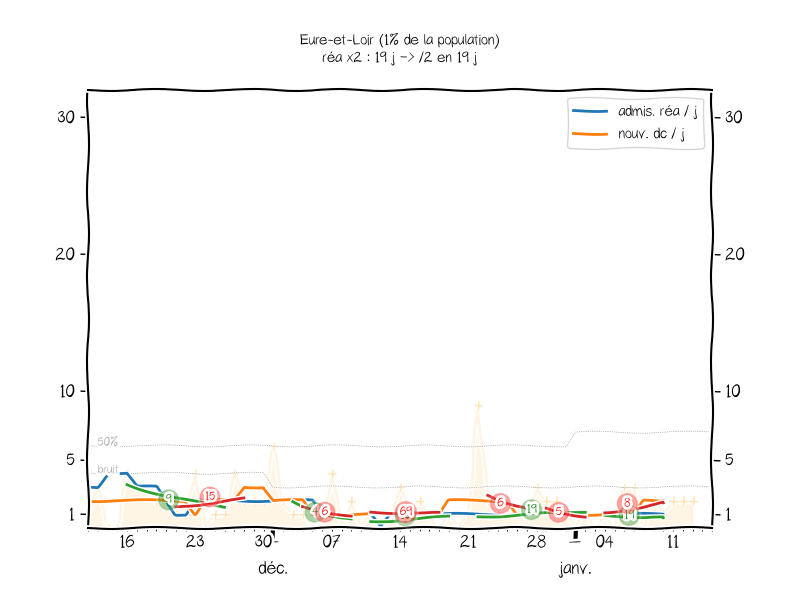 Eure-et-Loir (1% de la population)
réa x2 : 19 j -> /2 en 19 j
admis. réa / j
nouv. dc / j
30 30
20 20
10 10
50%
5 5
bruit
1 1
9 15 6 69 6 19 5 8 19
16 23 30 07 14 21 28 04 11
déc. janv.